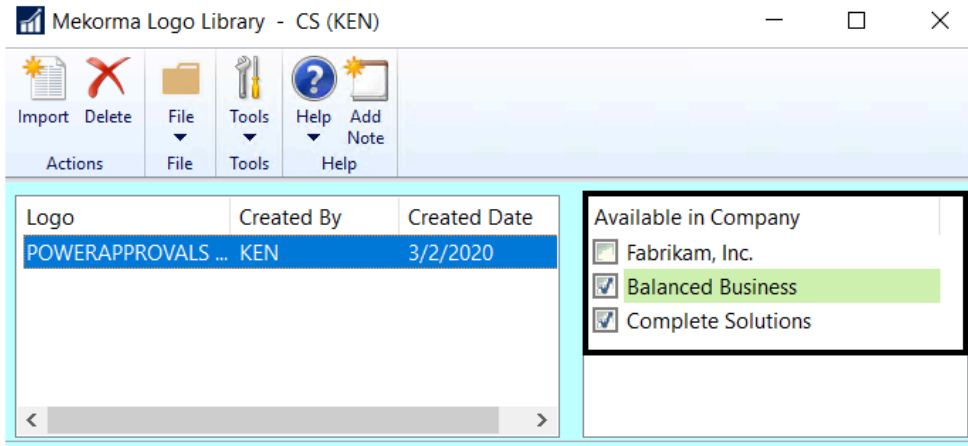 Mekorma Logo Library - CS (KEN)
Import Delete File Tools Help Add Note
Actions File Tools Help
Logo Created By Created Date
POWERAPPROVALS ... KEN 3/2/2020
Available in Company
Fabrikam, Inc.
Balanced Business
Complete Solutions